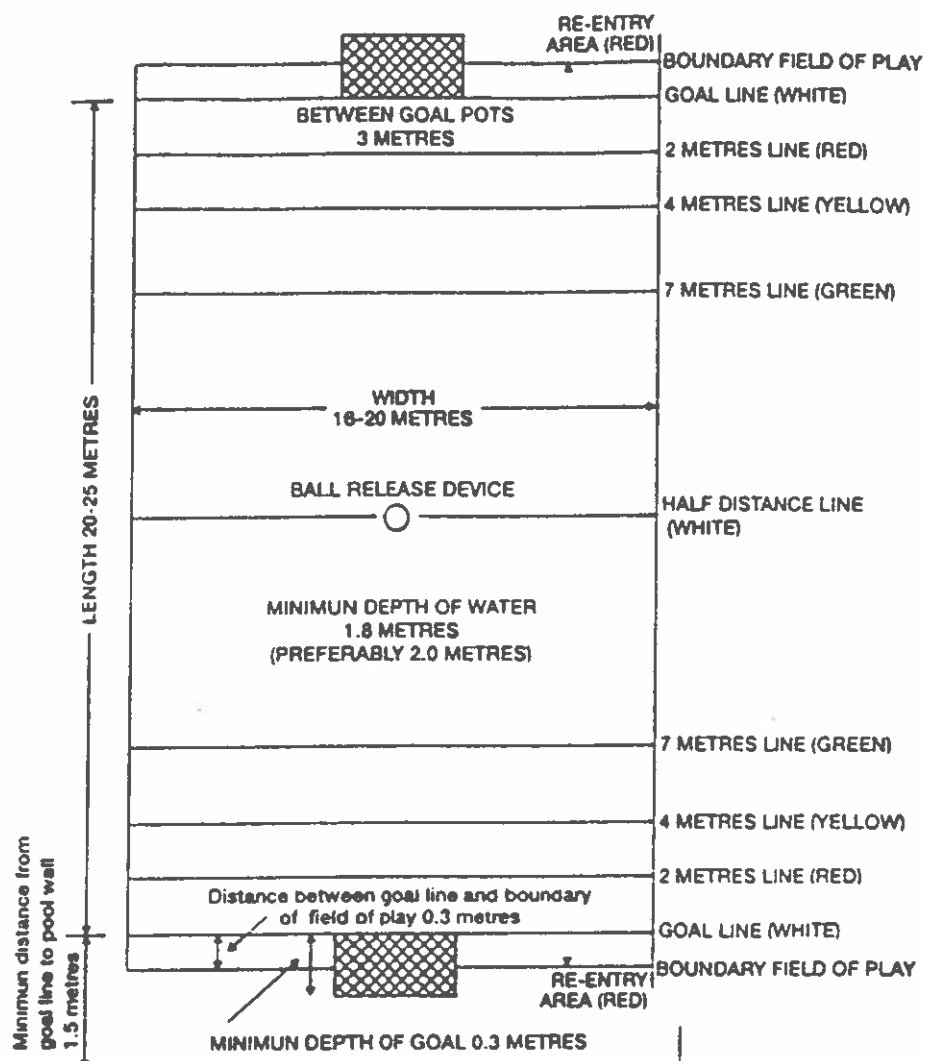 RE-ENTRY
AREA (RED)
BOUNDARY FIELD OF PLAY
GOAL LINE (WHITE)
BETWEEN GOAL POTS
3 METRES
2 METRES LINE (RED)
4 METRES LINE (YELLOW)
7 METRES LINE (GREEN)
WIDTH
16-20 METRES
LENGTH 20-25 METRES
BALL RELEASE DEVICE
HALF DISTANCE LINE
(WHITE)
MINIMUN DEPTH OF WATER
1.8 METRES
(PREFERABLY 2.0 METRES)
7 METRES LINE (GREEN)
4 METRES LINE (YELLOW)
2 METRES LINE (RED)
Distance between goal line and boundary
of field of play 0.3 metres
GOAL LINE (WHITE)
BOUNDARY FIELD OF PLAY
RE-ENTRY
AREA (RED)
Minimun distance from
goal line to pool wall
1.5 metres
MINIMUN DEPTH OF GOAL 0.3 METRES